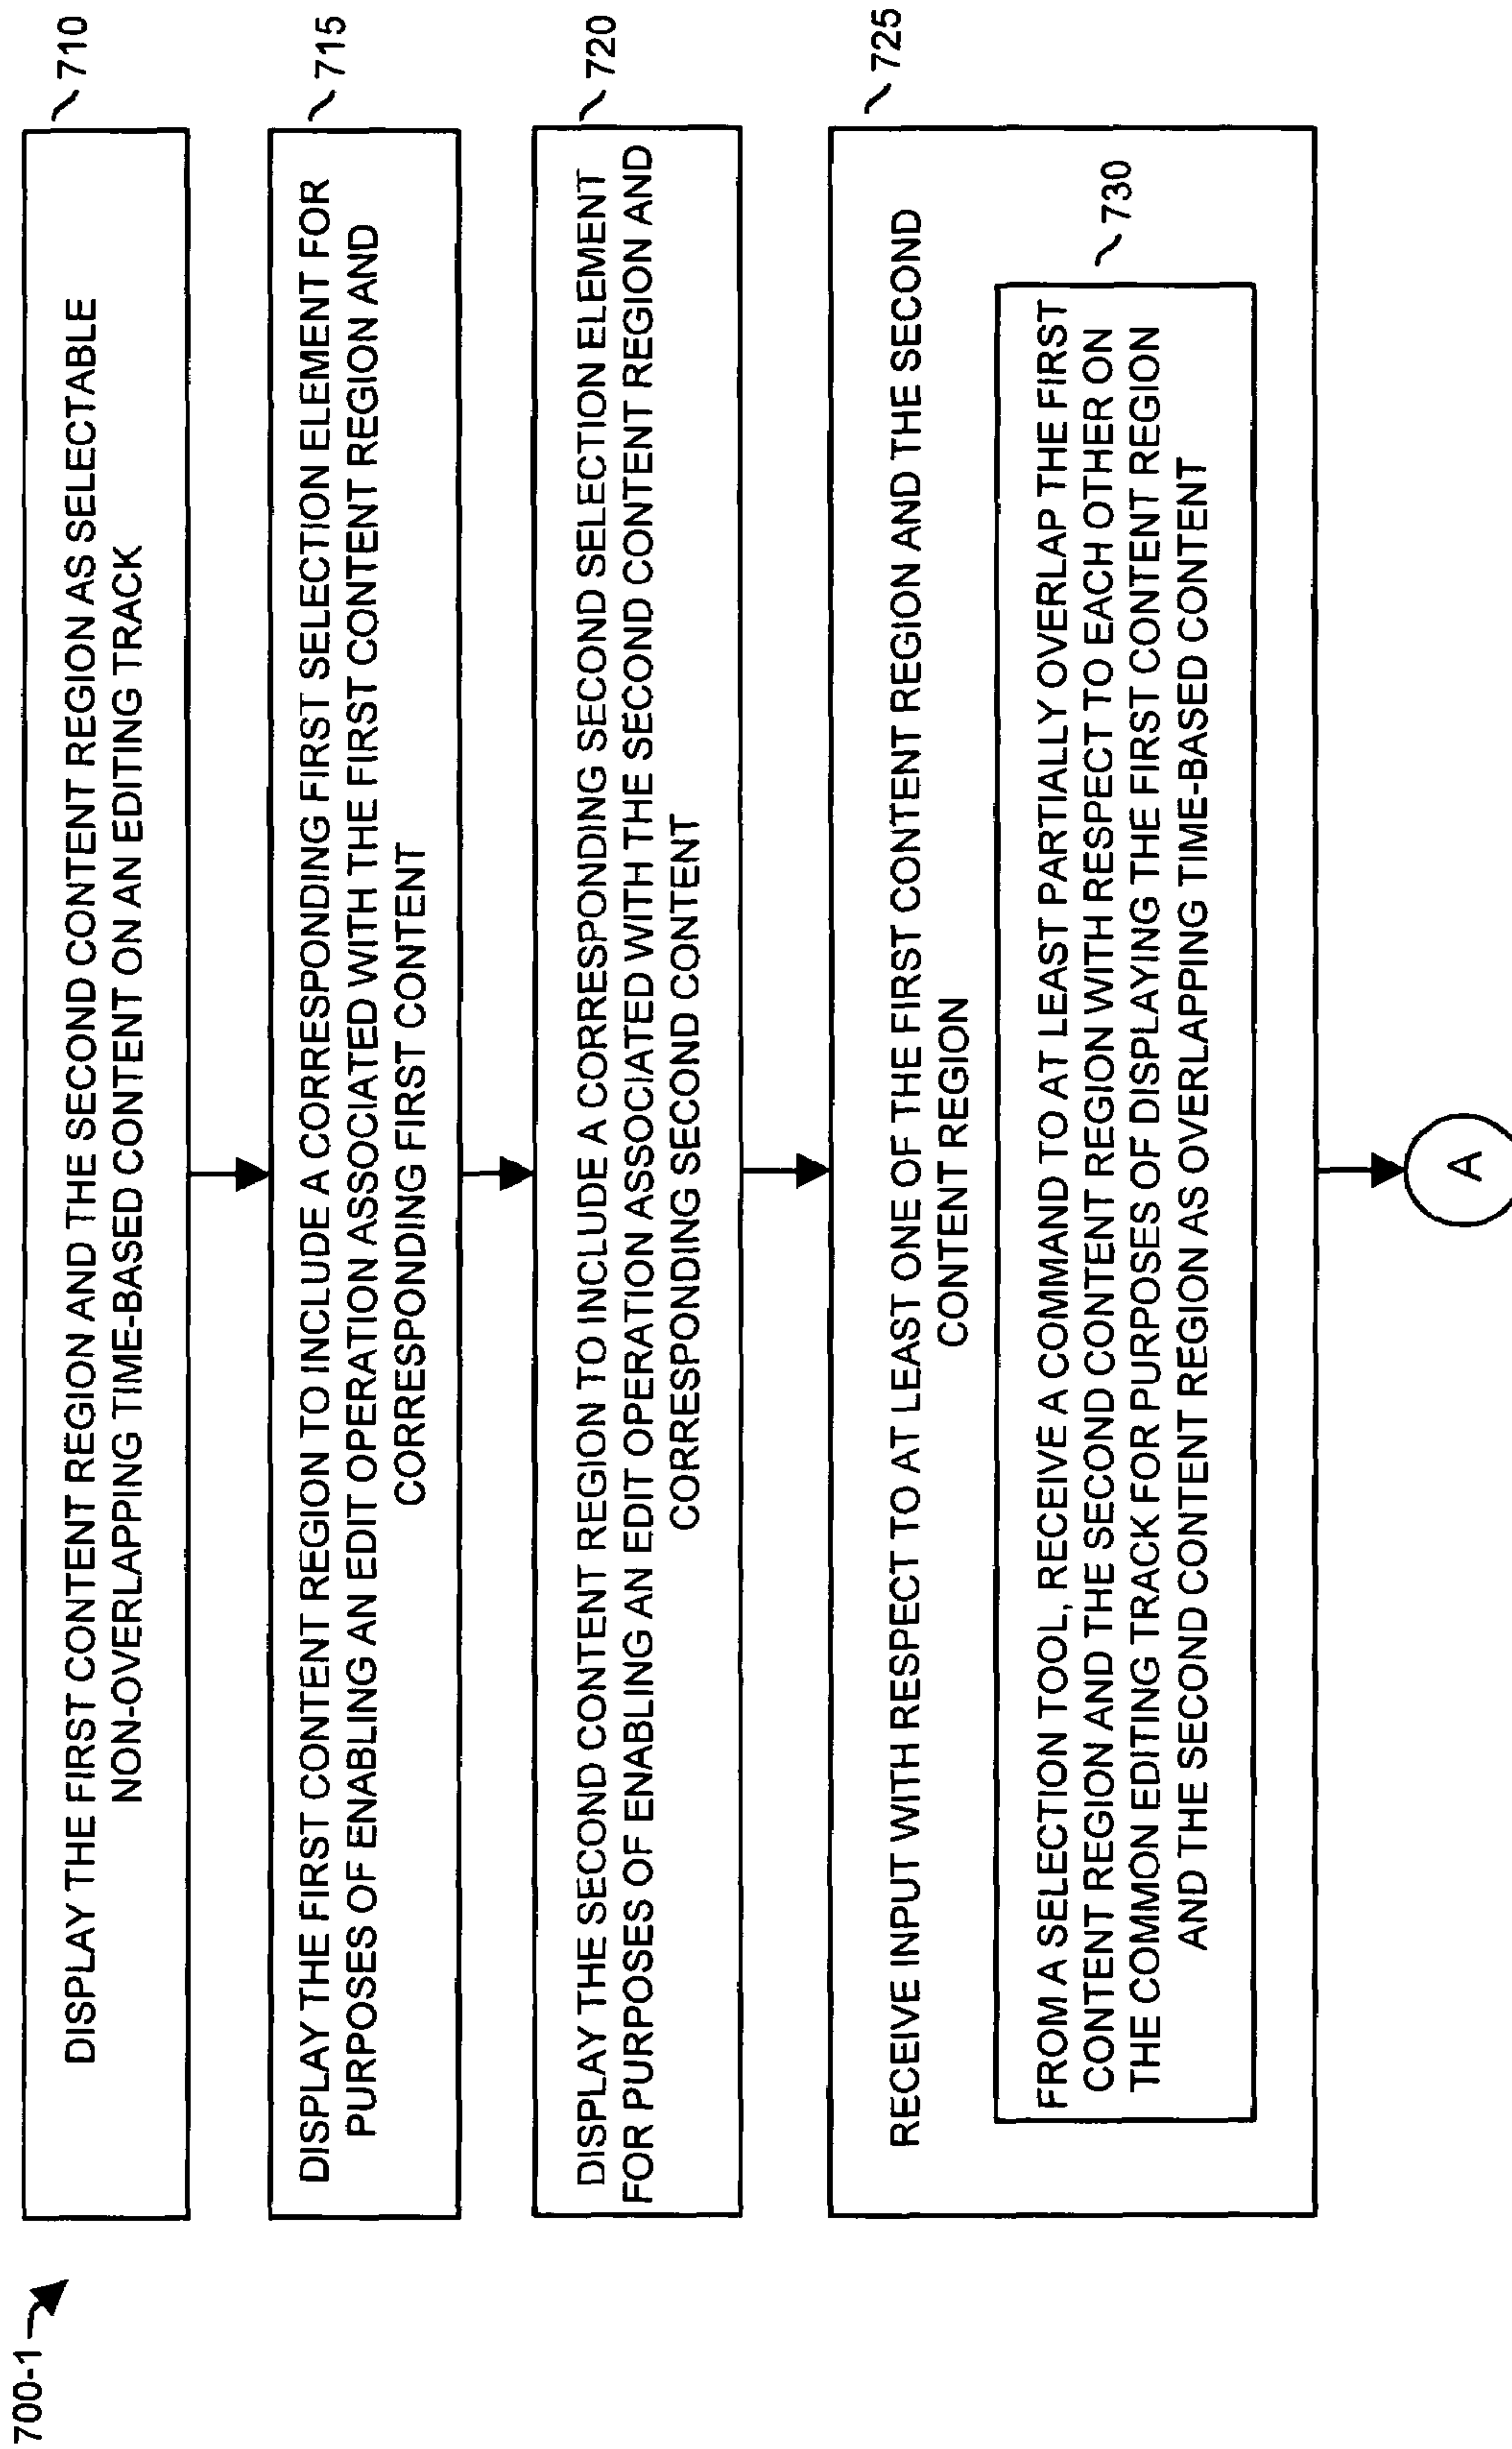 700-1
DISPLAY THE FIRST CONTENT REGION AND THE SECOND CONTENT REGION AS SELECTABLE
NON-OVERLAPPING TIME-BASED CONTENT ON AN EDITING TRACK
710
DISPLAY THE FIRST CONTENT REGION TO INCLUDE A CORRESPONDING FIRST SELECTION ELEMENT FOR
PURPOSES OF ENABLING AN EDIT OPERATION ASSOCIATED WITH THE FIRST CONTENT REGION AND
CORRESPONDING FIRST CONTENT
715
DISPLAY THE SECOND CONTENT REGION TO INCLUDE A CORRESPONDING SECOND SELECTION ELEMENT
FOR PURPOSES OF ENABLING AN EDIT OPERATION ASSOCIATED WITH THE SECOND CONTENT REGION AND
CORRESPONDING SECOND CONTENT
720
RECEIVE INPUT WITH RESPECT TO AT LEAST ONE OF THE FIRST CONTENT REGION AND THE SECOND
CONTENT REGION
725
FROM A SELECTION TOOL, RECEIVE A COMMAND TO AT LEAST PARTIALLY OVERLAP THE FIRST
CONTENT REGION AND THE SECOND CONTENT REGION WITH RESPECT TO EACH OTHER ON
THE COMMON EDITING TRACK FOR PURPOSES OF DISPLAYING THE FIRST CONTENT REGION
AND THE SECOND CONTENT REGION AS OVERLAPPING TIME-BASED CONTENT
730
A